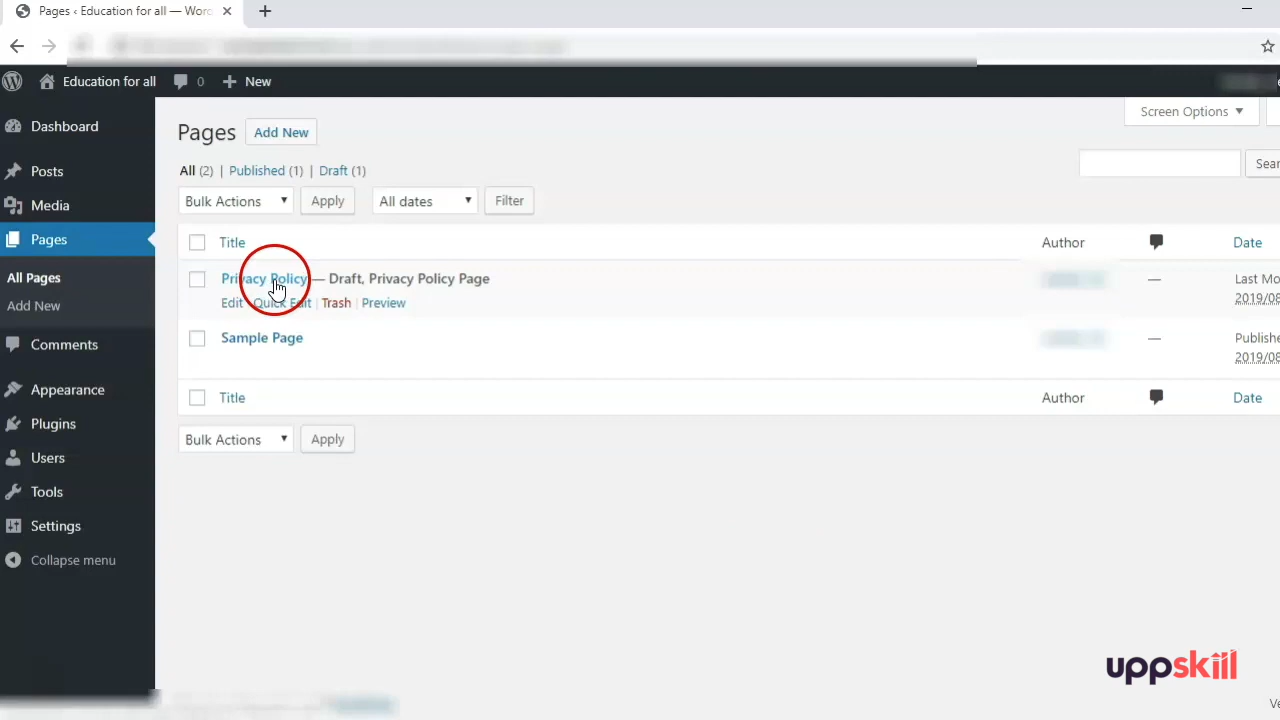 Pages ‹ Education for all — Word
Education for all 0 New
Screen Options
Dashboard
Posts
Media
Pages
All Pages
Add New
Comments
Appearance
Plugins
Users
Tools
Settings
Collapse menu
Pages Add New
All (2) | Published (1) | Draft (1)
Sear
Bulk Actions Apply All dates Filter
Title Author Date
Privacy Policy — Draft, Privacy Policy Page — Last Mo
Edit | Quick Edit | Trash | Preview 2019/08
Sample Page — Publishe
2019/08
Title Author Date
Bulk Actions Apply
uppskill
Ve